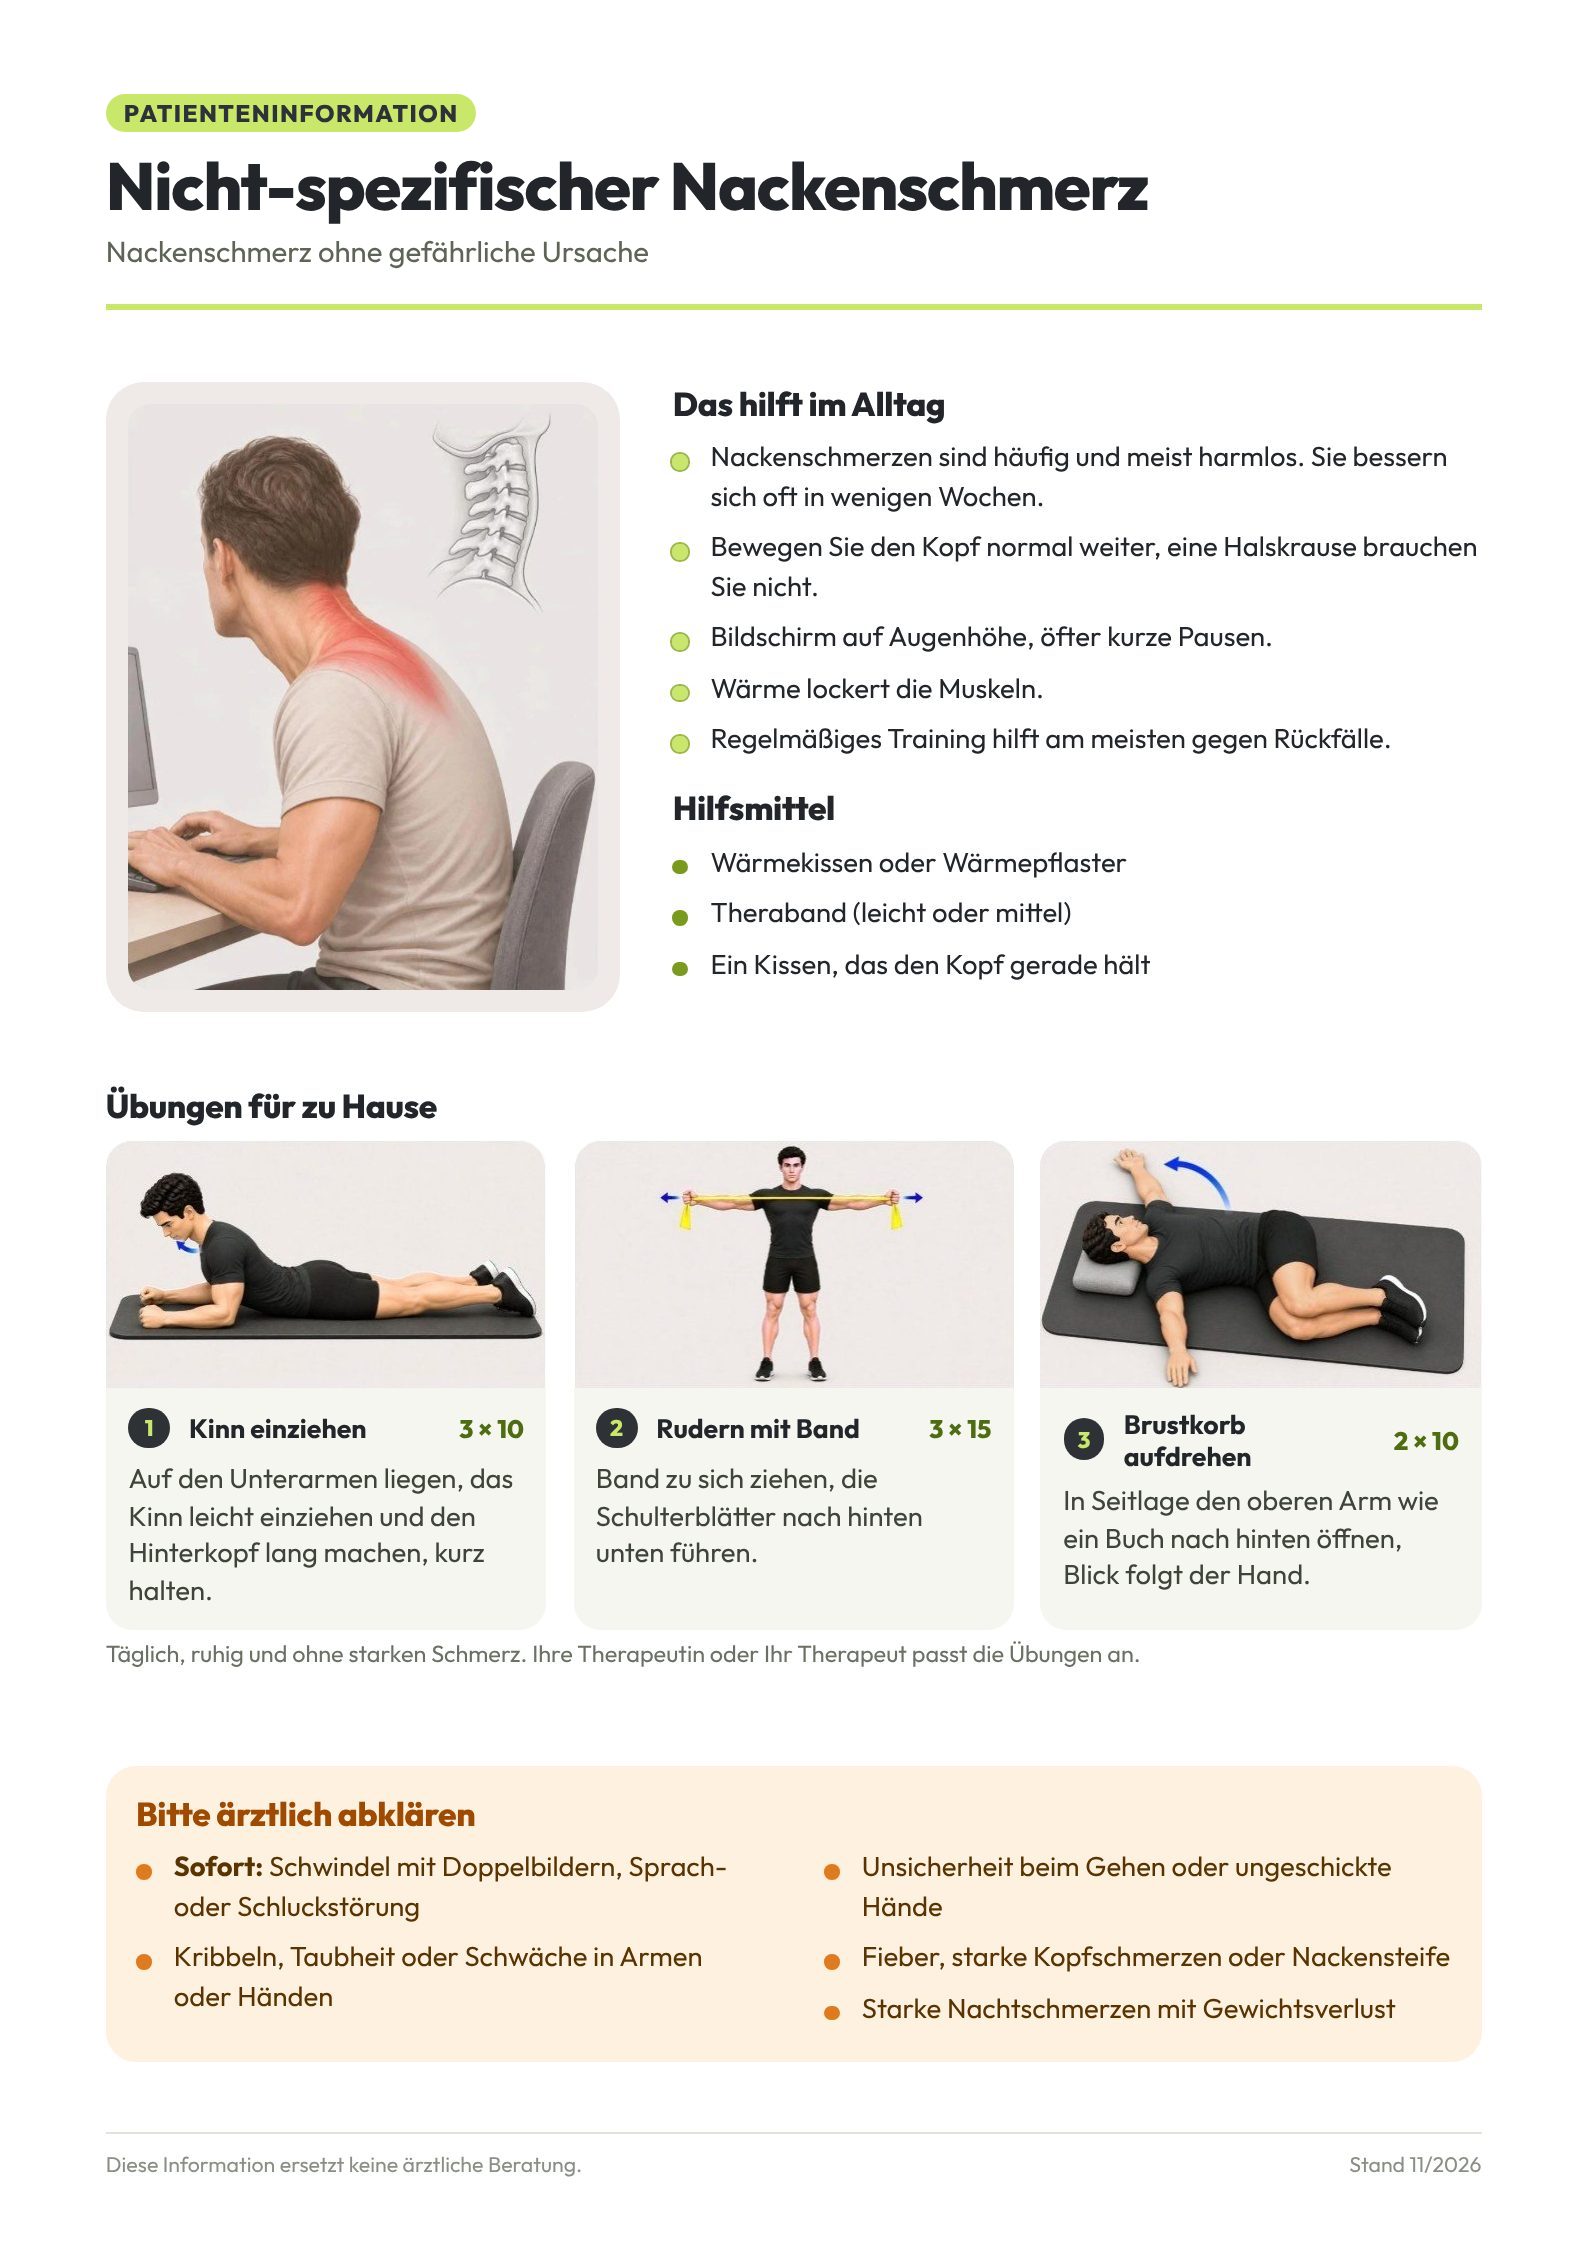 PATIENTENINFORMATION
Nicht-spezifischer Nackenschmerz
Nackenschmerz ohne gefährliche Ursache
Das hilft im Alltag
Nackenschmerzen sind häufig und meist harmlos. Sie bessern
sich oft in wenigen Wochen.
Bewegen Sie den Kopf normal weiter, eine Halskrause brauchen
Sie nicht.
Bildschirm auf Augenhöhe, öfter kurze Pausen.
Wärme lockert die Muskeln.
Regelmäßiges Training hilft am meisten gegen Rückfälle.
Hilfsmittel
Wärmekissen oder Wärmepflaster
Theraband (leicht oder mittel)
Ein Kissen, das den Kopf gerade hält
Übungen für zu Hause
1 Kinn einziehen 3 × 10
Auf den Unterarmen liegen, das
Kinn leicht einziehen und den
Hinterkopf lang machen, kurz
halten.
2 Rudern mit Band 3 × 15
Band zu sich ziehen, die
Schulterblätter nach hinten
unten führen.
3 Brustkorb
aufdrehen 2 × 10
In Seitlage den oberen Arm wie
ein Buch nach hinten öffnen,
Blick folgt der Hand.
Täglich, ruhig und ohne starken Schmerz. Ihre Therapeutin oder Ihr Therapeut passt die Übungen an.
Bitte ärztlich abklären
Sofort: Schwindel mit Doppelbildern, Sprach-
oder Schluckstörung
Kribbeln, Taubheit oder Schwäche in Armen
oder Händen
Unsicherheit beim Gehen oder ungeschickte
Hände
Fieber, starke Kopfschmerzen oder Nackensteife
Starke Nachtschmerzen mit Gewichtsverlust
Diese Information ersetzt keine ärztliche Beratung.
Stand 11/2026